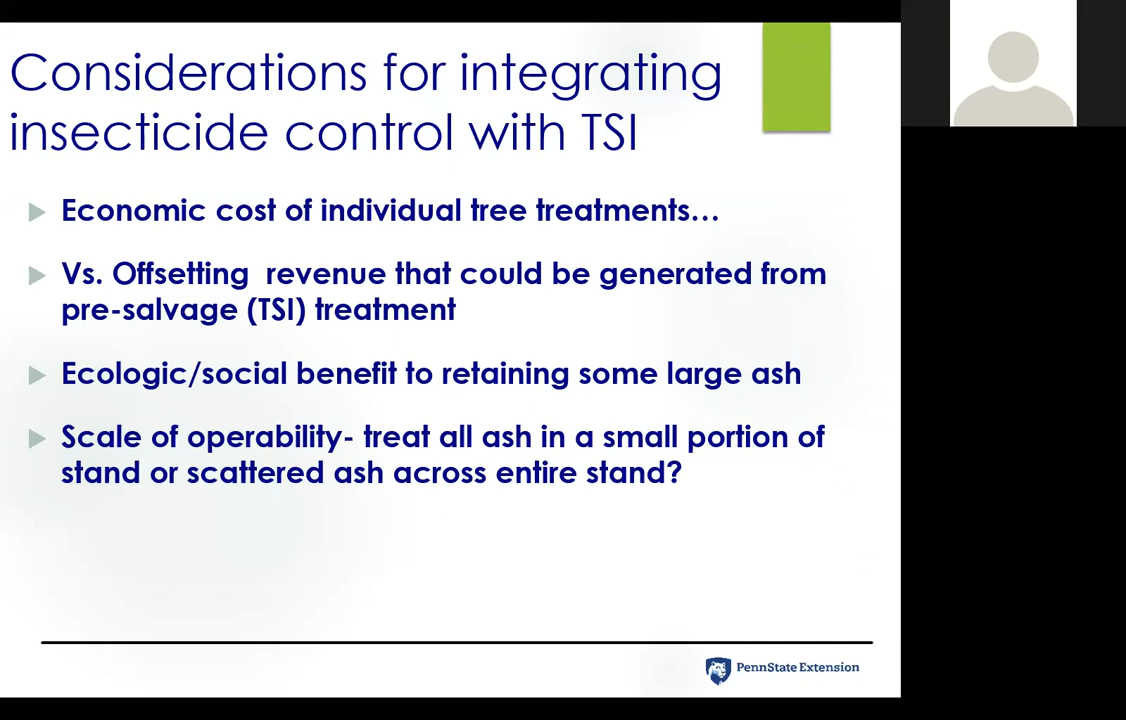 Considerations for integrating
insecticide control with TSI
Economic cost of individual tree treatments…
Vs. Offsetting revenue that could be generated from
pre-salvage (TSI) treatment
Ecologic/social benefit to retaining some large ash
Scale of operability- treat all ash in a small portion of
stand or scattered ash across entire stand?
PennState Extension